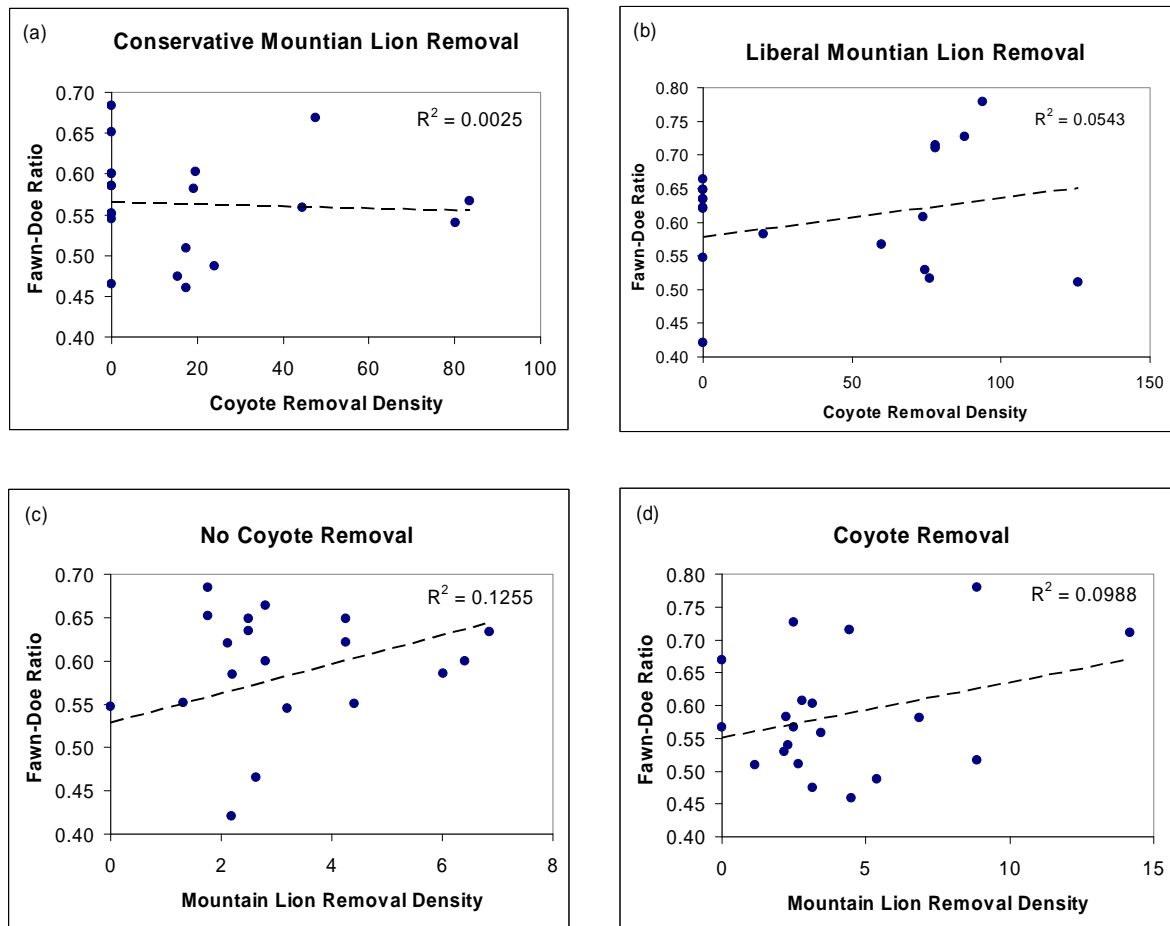 (a)
Conservative Mountian Lion Removal
R² = 0.0025
0.70
0.65
0.60
0.55
0.50
0.45
0.40
Fawn-Doe Ratio
0 20 40 60 80 100
Coyote Removal Density
(b)
Liberal Mountian Lion Removal
R² = 0.0543
0.80
0.75
0.70
0.65
0.60
0.55
0.50
0.45
0.40
Fawn-Doe Ratio
0 50 100 150
Coyote Removal Density
(c)
No Coyote Removal
R² = 0.1255
0.70
0.65
0.60
0.55
0.50
0.45
0.40
Fawn-Doe Ratio
0 2 4 6 8
Mountain Lion Removal Density
(d)
Coyote Removal
R² = 0.0988
0.80
0.75
0.70
0.65
0.60
0.55
0.50
0.45
0.40
Fawn-Doe Ratio
0 5 10 15
Mountain Lion Removal Density